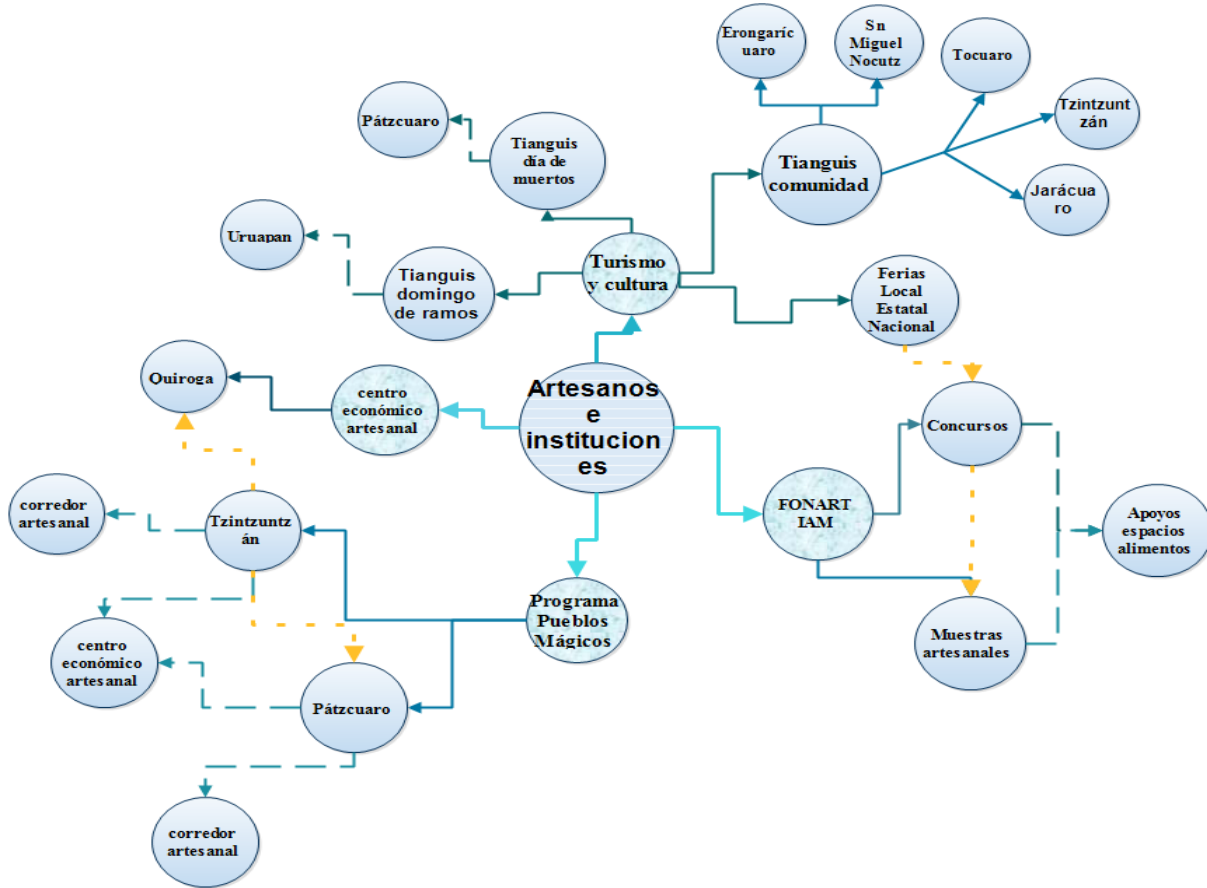 Erongaríc
uaro
Sn
Miguel
Nocutz
Tocuaro
Tzintzunt
zán
Jarácua
ro
Pátzcuaro
Tianguis
día de
muertos
Tianguis
comunidad
Uruapan
Tianguis
domingo
de ramos
Turismo
y cultura
Ferias
Local
Estatal
Nacional
Quiroga
centro
económico
artesanal
Artesanos
e
institucion
es
Concursos
corredor
artesanal
Tzintzuntz
án
FONART
IAM
Apoyos
espacios
alimentos
centro
económico
artesanal
Programa
Pueblos
Mágicos
Muestras
artesanales
Pátzcuaro
corredor
artesanal